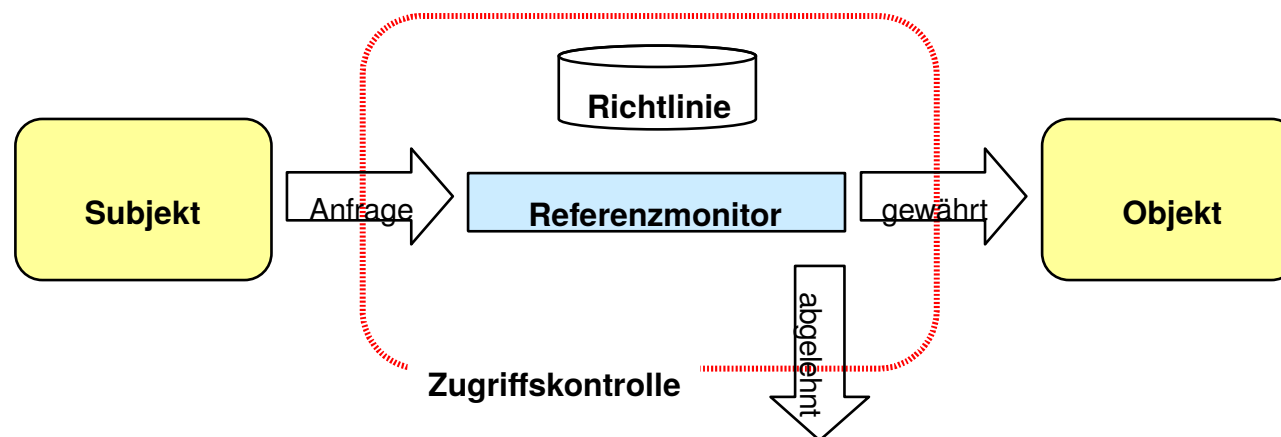 Richtlinie
Subjekt
Anfrage
Referenzmonitor
gewährt
Objekt
abgelehnt
Zugriffskontrolle